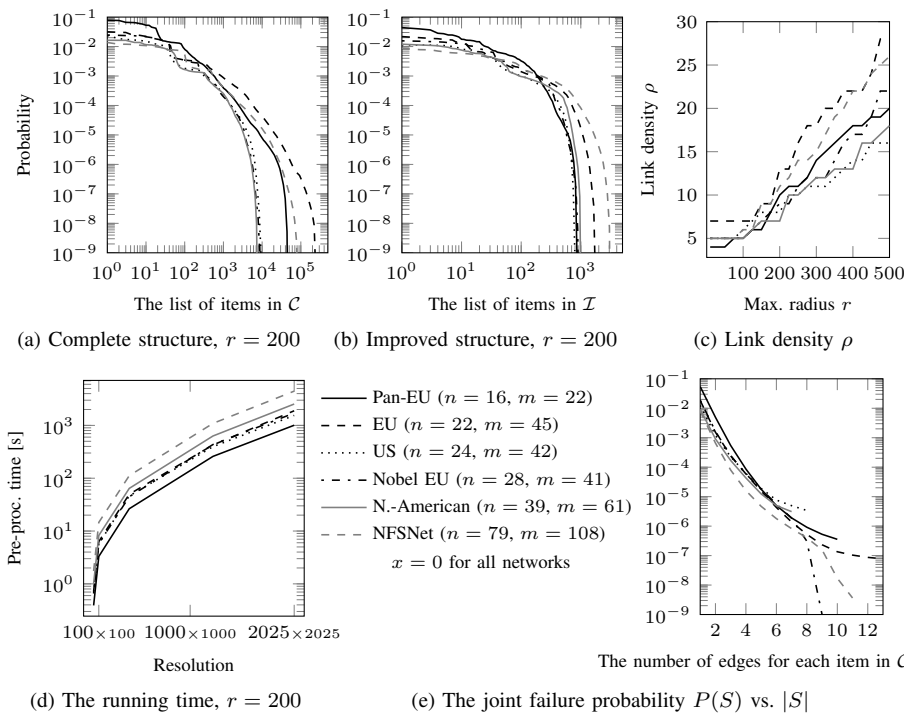 10^0
10^−1
10^−2
10^−3
10^−4
10^−5
10^−6
10^−7
10^−8
10^−9
Probability
10^0 10^1 10^2 10^3 10^4 10^5
The list of items in 𝒞
(a) Complete structure, r = 200
10^0
10^−1
10^−2
10^−3
10^−4
10^−5
10^−6
10^−7
10^−8
10^−9
10^0 10^1 10^2 10^3
The list of items in ℐ
(b) Improved structure, r = 200
30
25
20
15
10
5
Link density ρ
100 200 300 400 500
Max. radius r
(c) Link density ρ
10^3
10^2
10^1
10^0
Pre-proc. time [s]
100×100 1000×1000 2025×2025
Resolution
(d) The running time, r = 200
Pan-EU (n = 16, m = 22)
EU (n = 22, m = 45)
US (n = 24, m = 42)
Nobel EU (n = 28, m = 41)
N.-American (n = 39, m = 61)
NFSNet (n = 79, m = 108)
x = 0 for all networks
10^−1
10^−2
10^−3
10^−4
10^−5
10^−6
10^−7
10^−8
10^−9
2 4 6 8 10 12
The number of edges for each item in 𝒞
(e) The joint failure probability P(S) vs. |S|